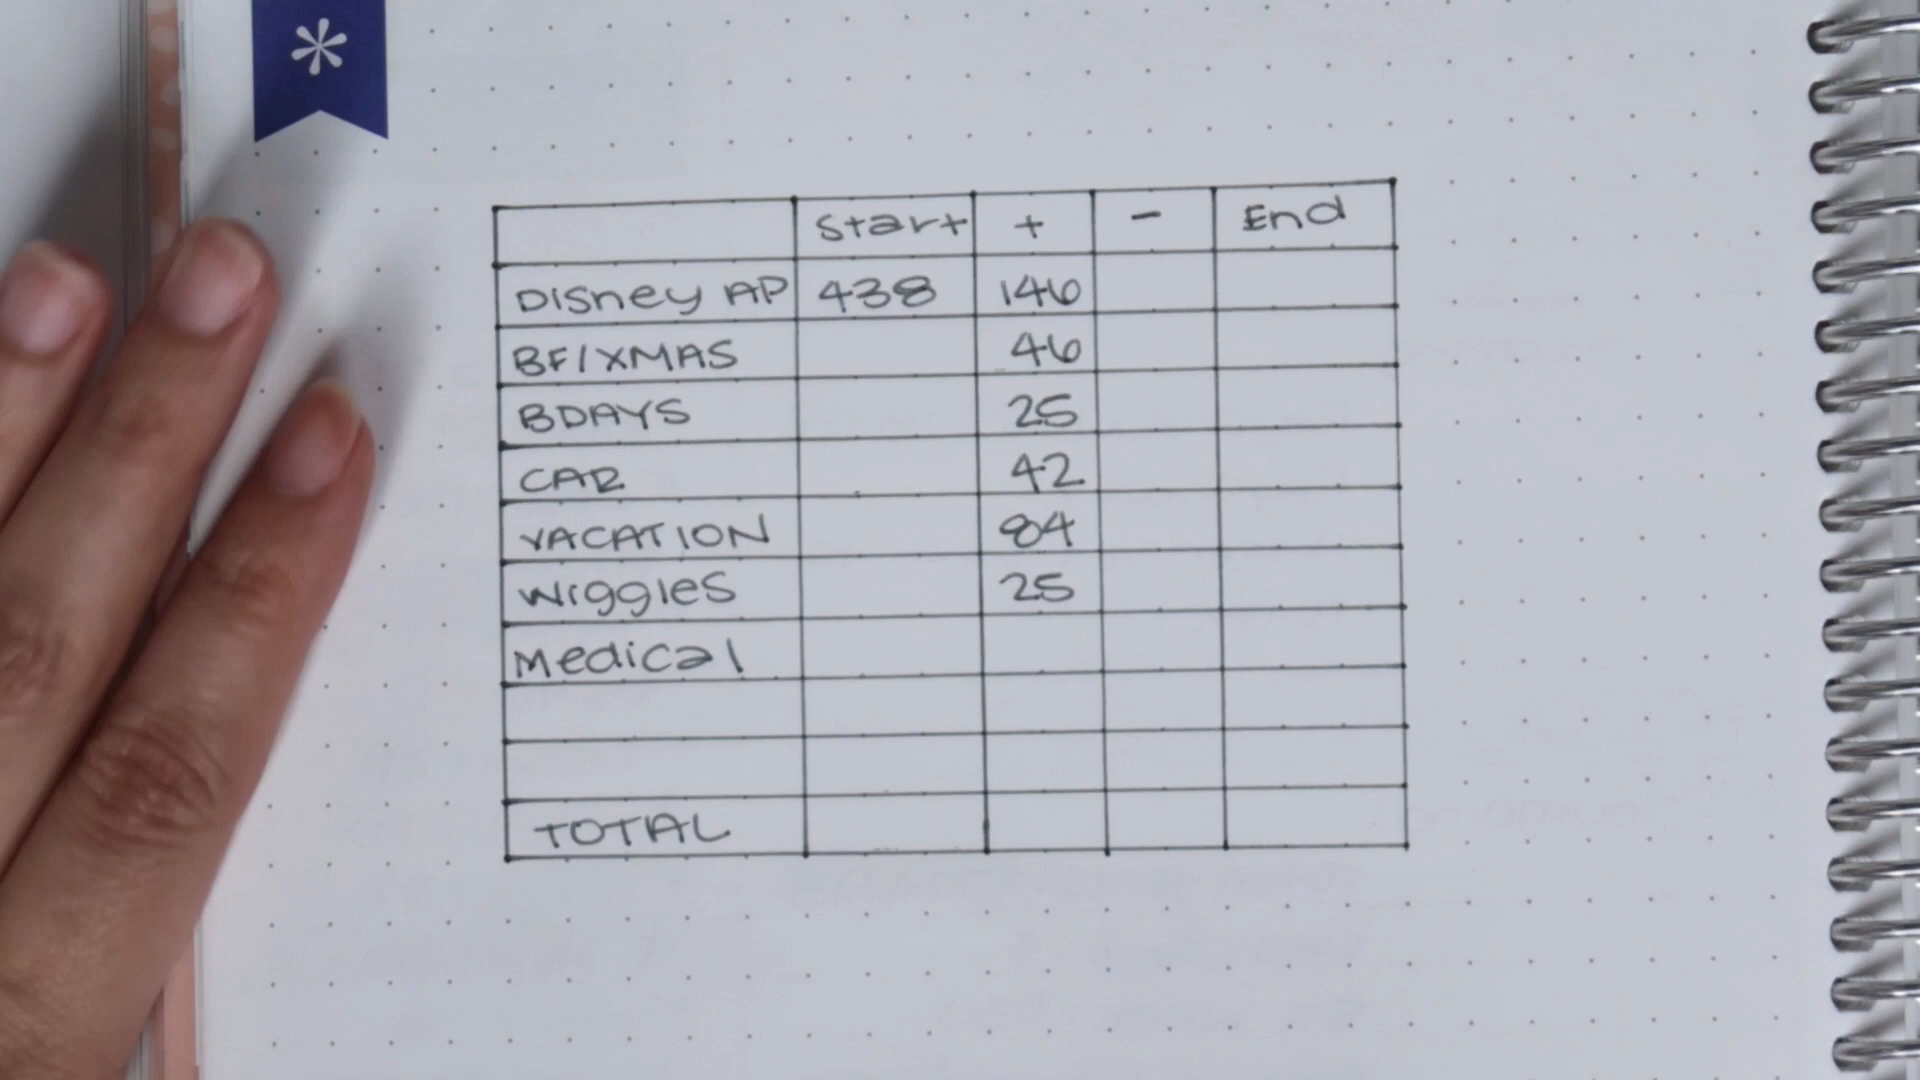 Start + - End
Disney AP 438 146
BF/XMAS 46
BDAYS 25
CAR 42
VACATION 84
Wiggles 25
Medical
TOTAL